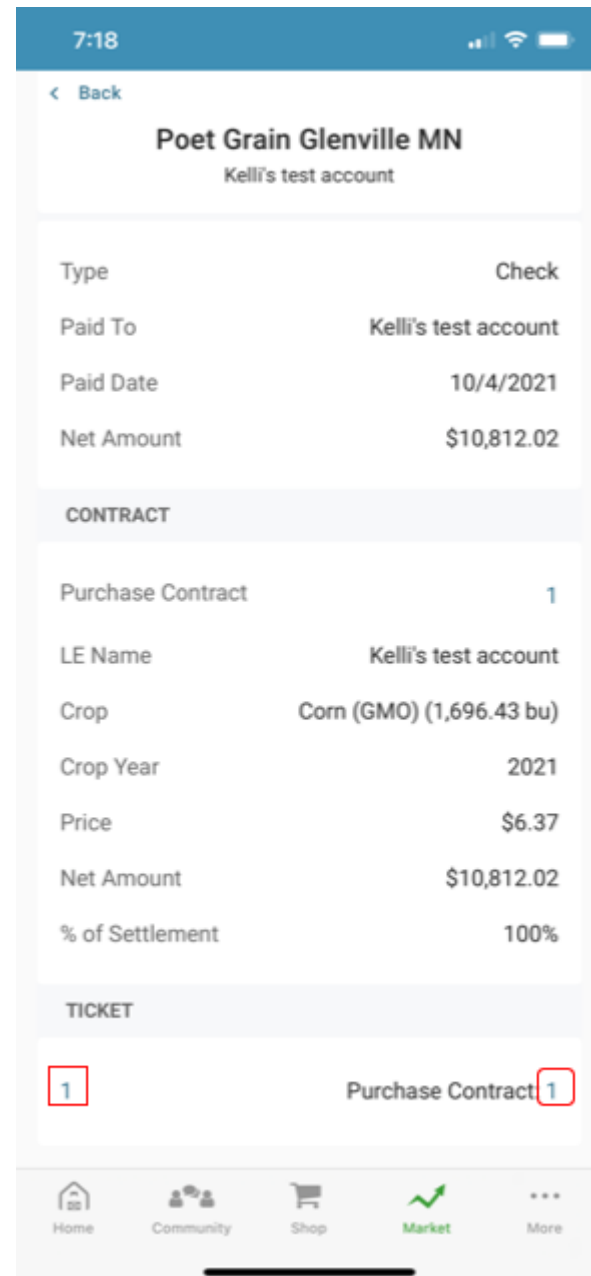 7:18
< Back
Poet Grain Glenville MN
Kelli's test account
Type Check
Paid To Kelli's test account
Paid Date 10/4/2021
Net Amount $10,812.02
CONTRACT
Purchase Contract 1
LE Name Kelli's test account
Crop Corn (GMO) (1,696.43 bu)
Crop Year 2021
Price $6.37
Net Amount $10,812.02
% of Settlement 100%
TICKET
1 Purchase Contract: 1
Home Community Shop Market More